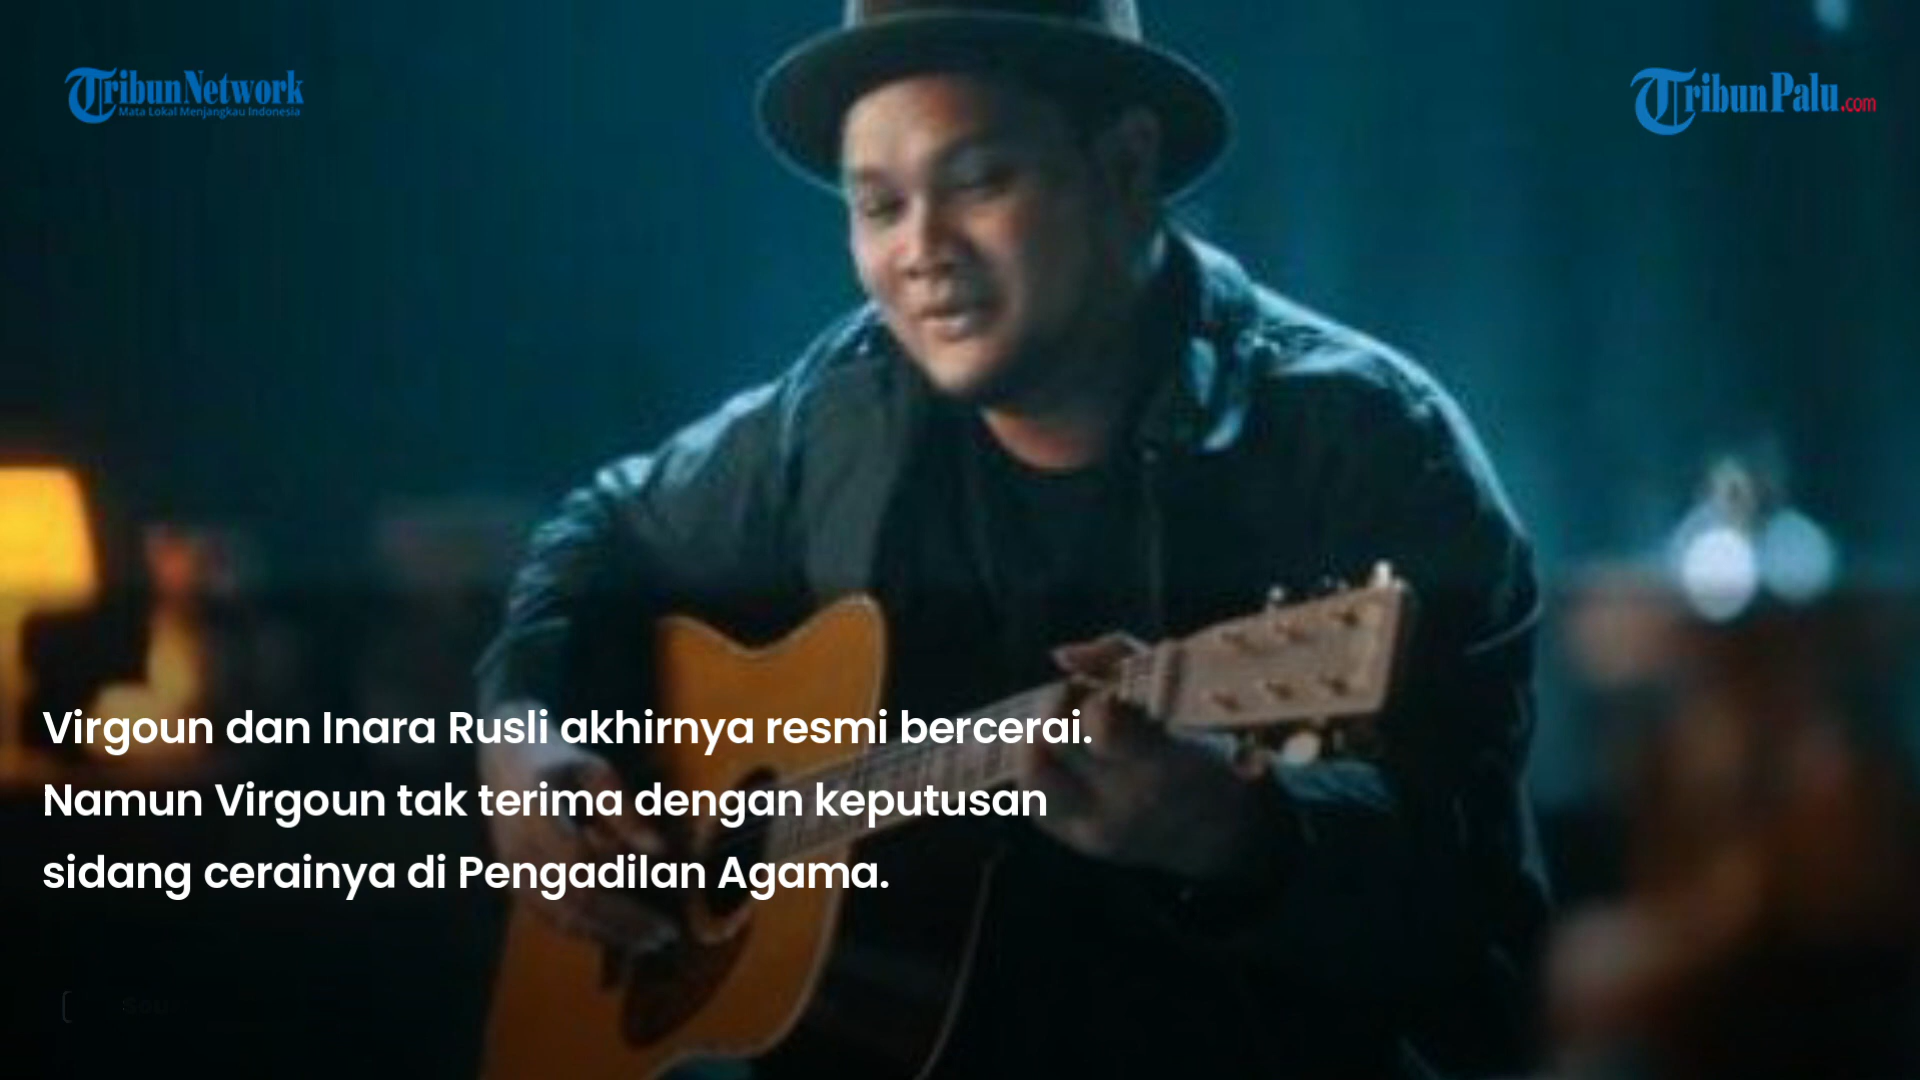 TribunNetwork
Mata Lokal Menjangkau Indonesia
TribunPalu.com
Virgoun dan Inara Rusli akhirnya resmi bercerai.
Namun Virgoun tak terima dengan keputusan
sidang cerainya di Pengadilan Agama.